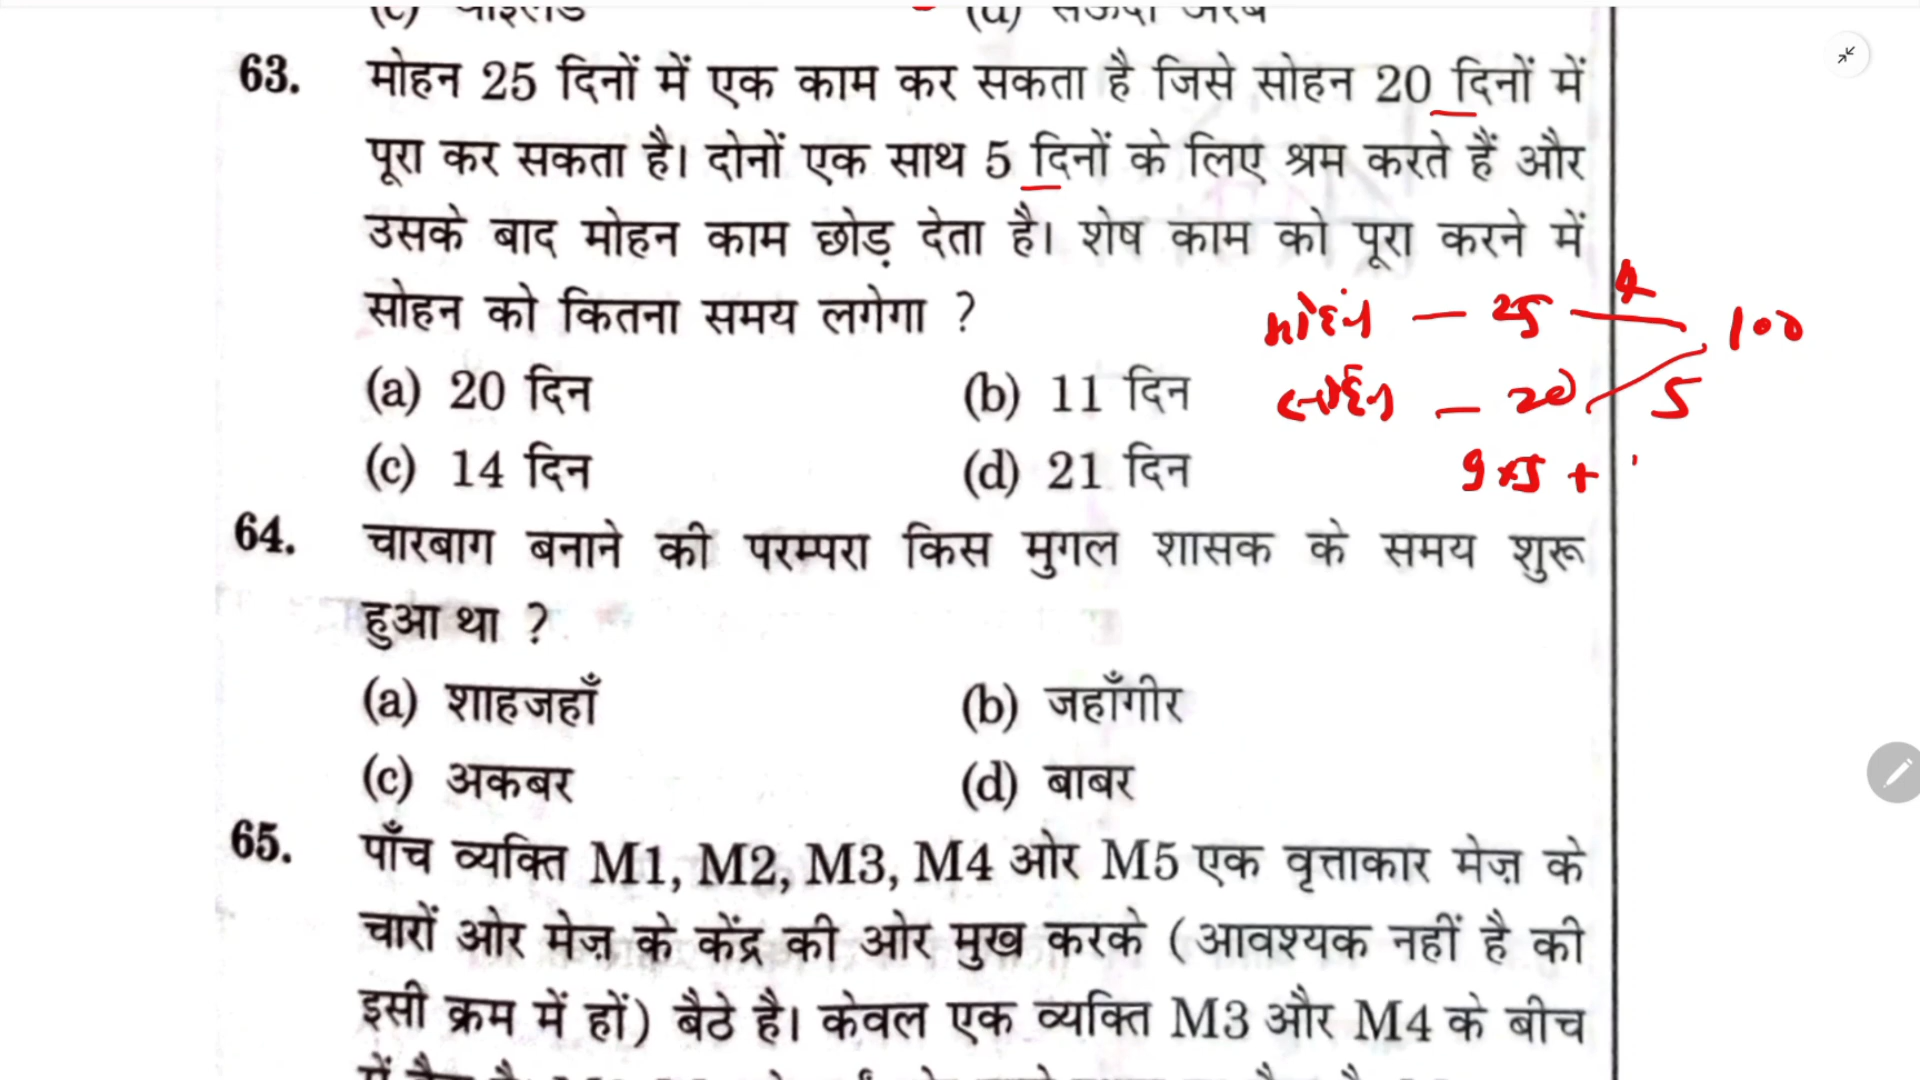 63. मोहन 25 दिनों में एक काम कर सकता है जिसे सोहन 20 दिनों में
पूरा कर सकता है। दोनों एक साथ 5 दिनों के लिए श्रम करते हैं और
उसके बाद मोहन काम छोड़ देता है। शेष काम को पूरा करने में
सोहन को कितना समय लगेगा ?
(a) 20 दिन (b) 11 दिन
(c) 14 दिन (d) 21 दिन
मोहन — 25 4 100
सोहन — 20 5
9 x 5 +
64. चारबाग बनाने की परम्परा किस मुगल शासक के समय शुरू
हुआ था ?
(a) शाहजहाँ (b) जहाँगीर
(c) अकबर (d) बाबर
65. पाँच व्यक्ति M1, M2, M3, M4 ओर M5 एक वृत्ताकार मेज़ के
चारों ओर मेज़ के केंद्र की ओर मुख करके (आवश्यक नहीं है की
इसी क्रम में हों) बैठे है। केवल एक व्यक्ति M3 और M4 के बीच